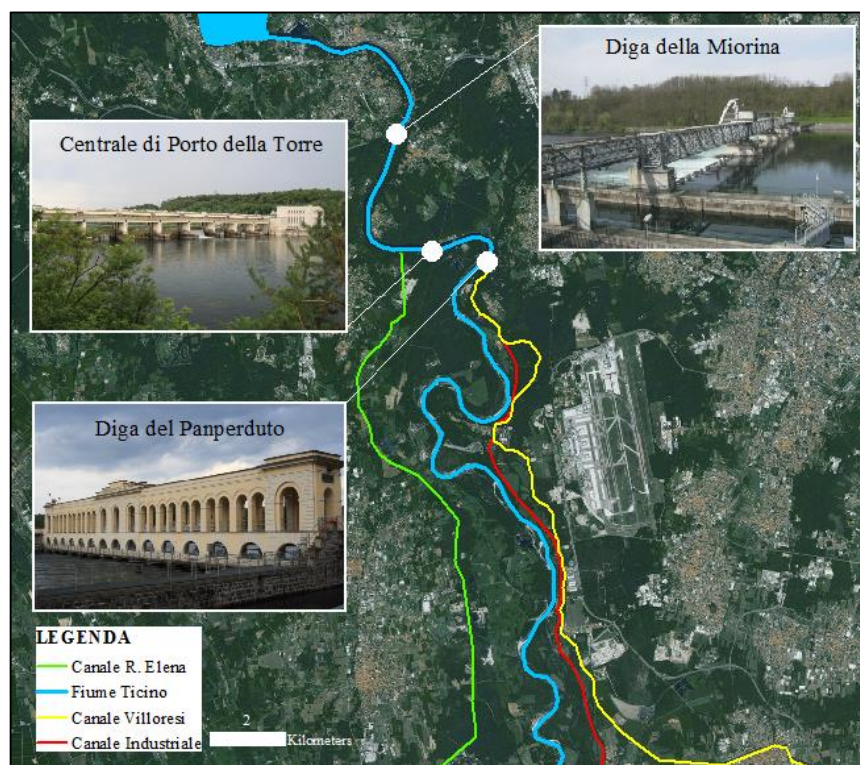 Diga della Miorina
Centrale di Porto della Torre
Diga del Panperduto
LEGENDA
Canale R. Elena
Fiume Ticino
Canale Villoresi
Canale Industriale
2
Kilometers